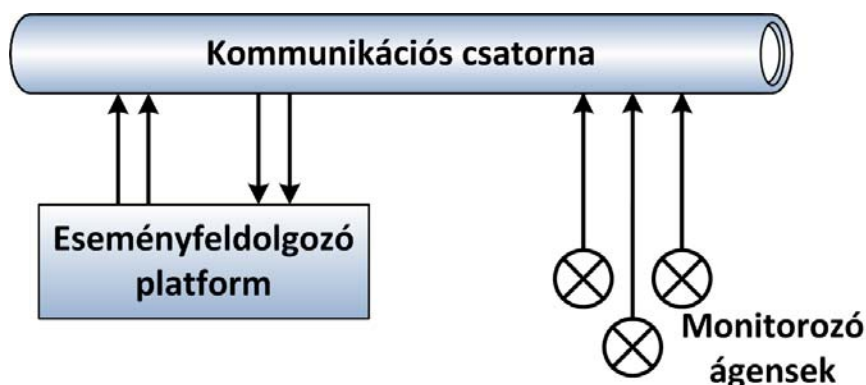 Kommunikációs csatorna
Eseményfeldolgozó
platform
Monitorozó
ágensek